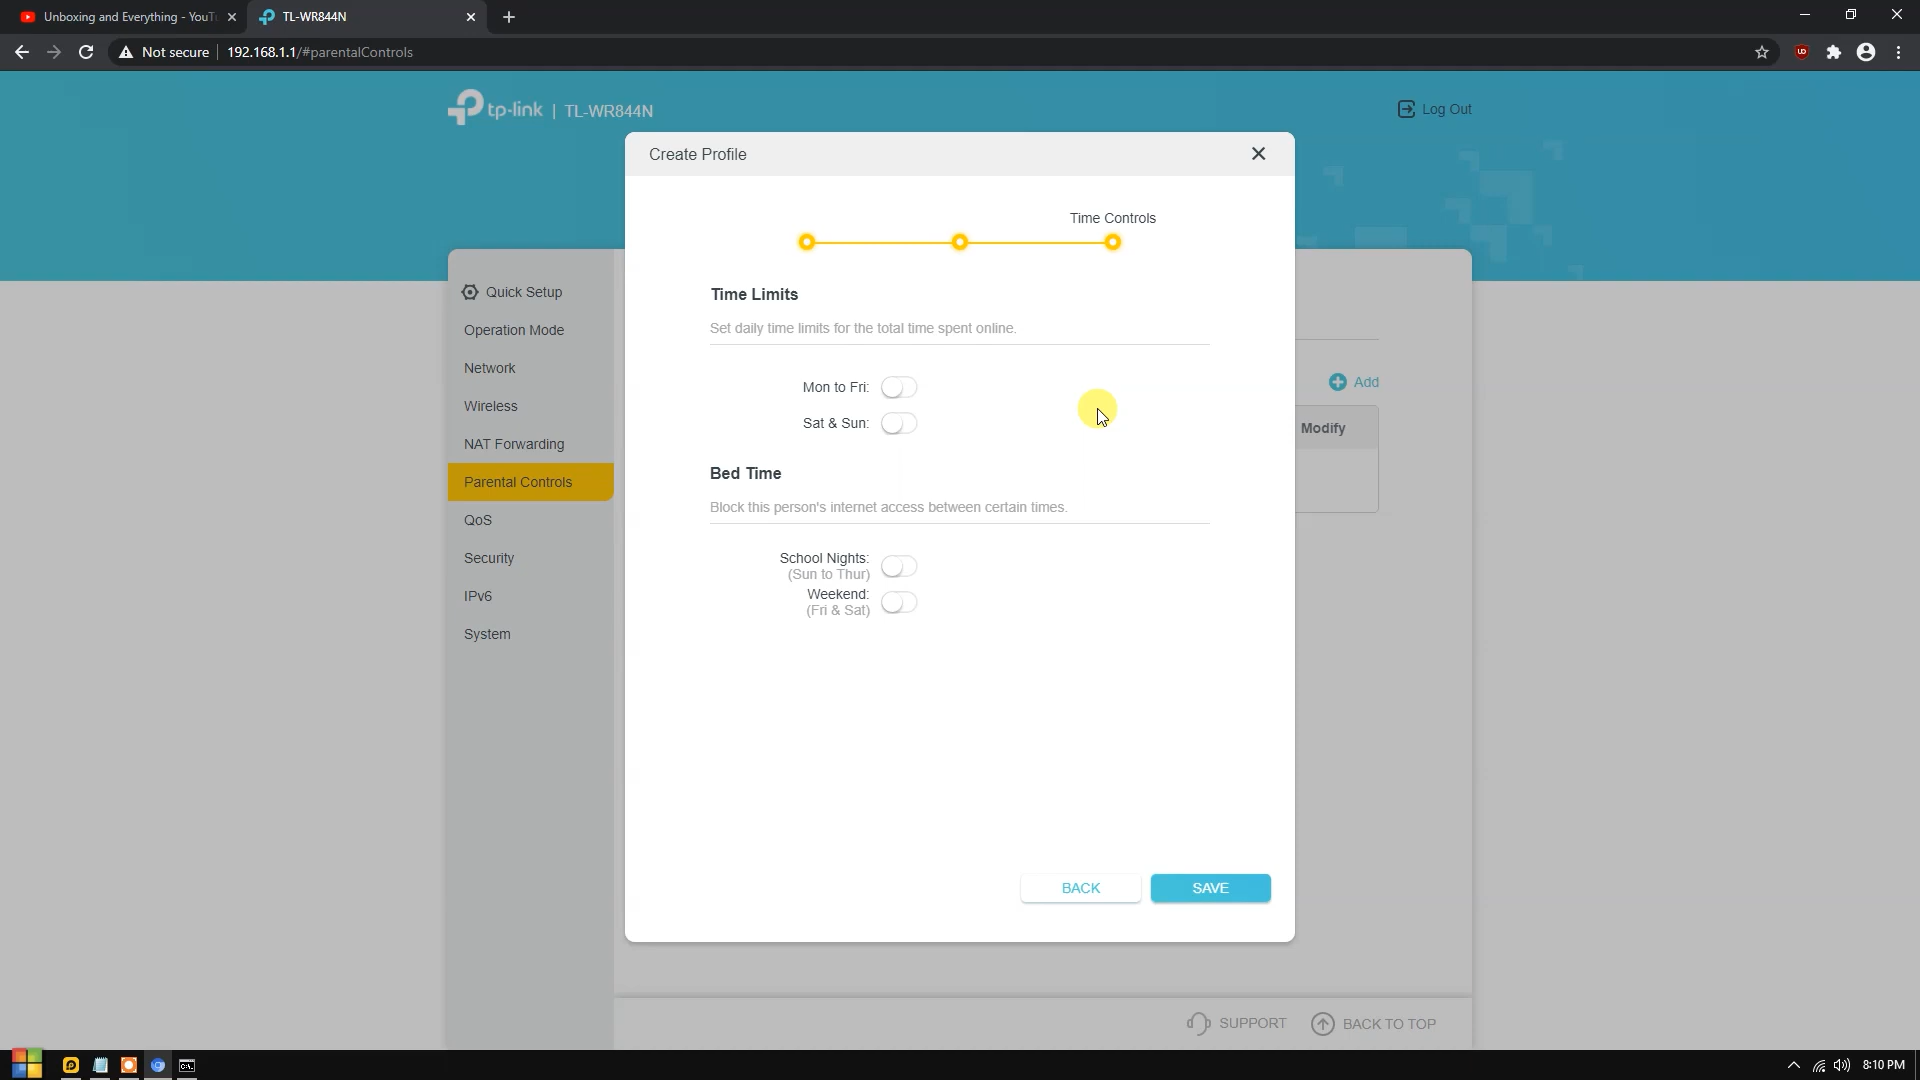 Unboxing and Everything - YouT
TL-WR844N
Not secure
192.168.1.1/#parentalControls
tp-link | TL-WR844N
Log Out
Create Profile
Time Controls
Time Limits
Set daily time limits for the total time spent online.
Mon to Fri:
Sat & Sun:
Bed Time
Block this person's internet access between certain times.
School Nights:
(Sun to Thur)
Weekend:
(Fri & Sat)
BACK
SAVE
Quick Setup
Operation Mode
Network
Wireless
NAT Forwarding
Parental Controls
QoS
Security
IPv6
System
Add
Modify
SUPPORT
BACK TO TOP
8:10 PM